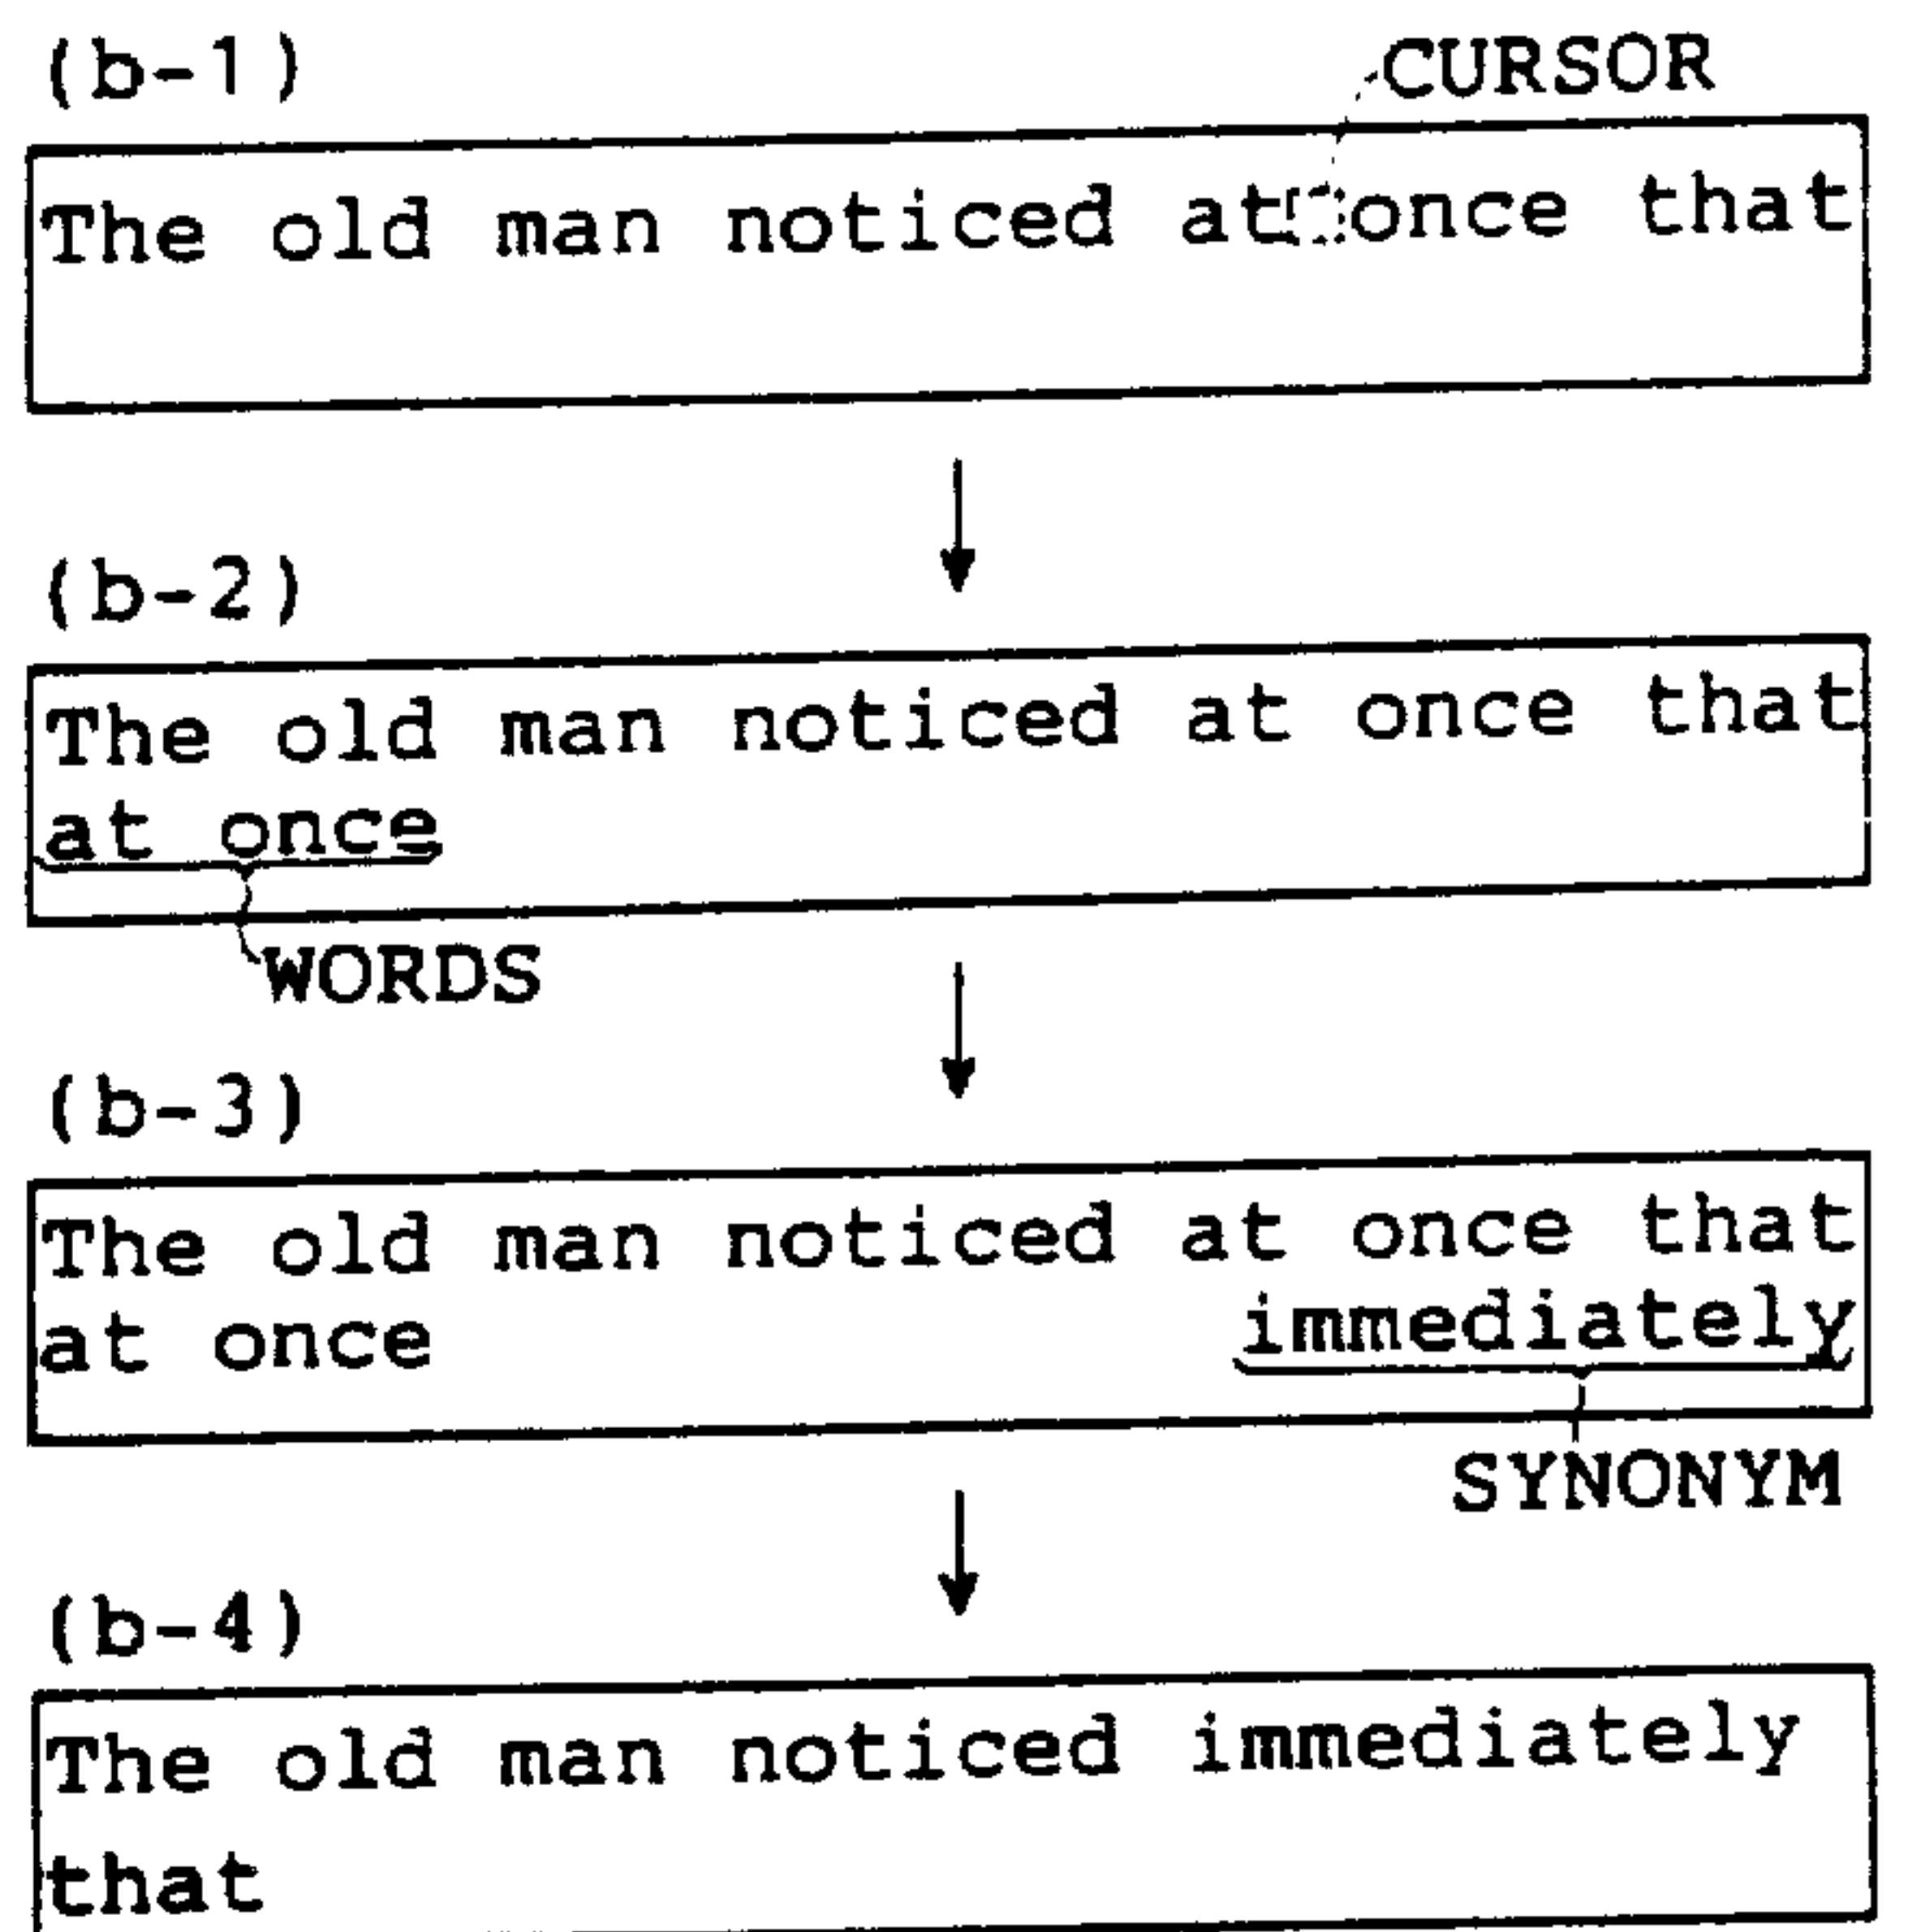 (b-1)
CURSOR
The old man noticed at once that
(b-2)
The old man noticed at once that
at once
WORDS
(b-3)
The old man noticed at once that
at once immediately
SYNONYM
(b-4)
The old man noticed immediately
that